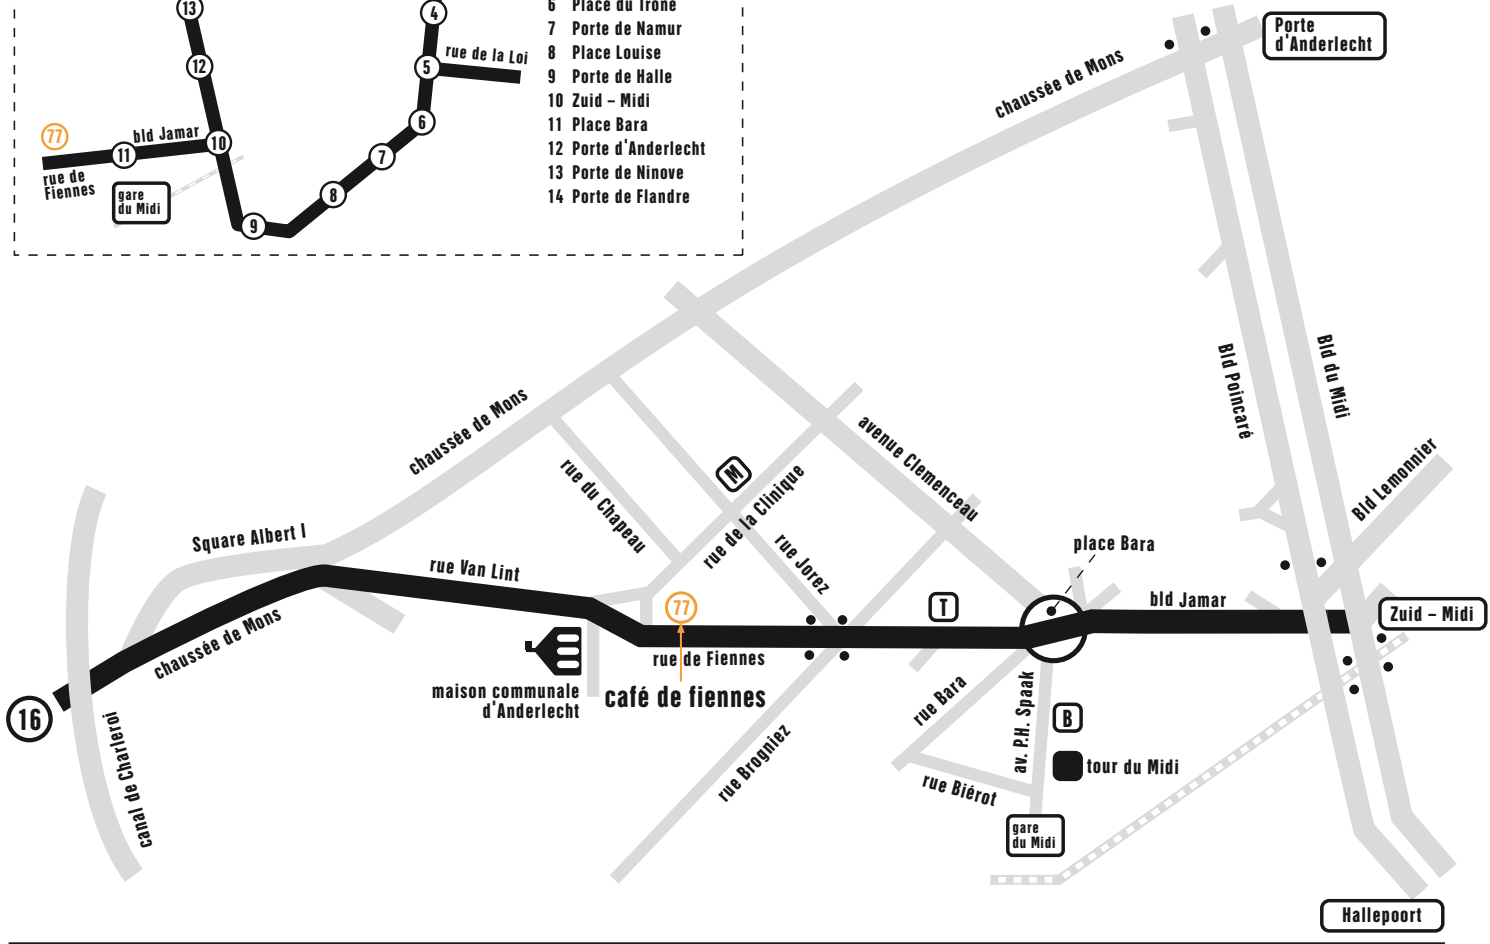 13
4
6 Place du Trône
12
5
rue de la Loi
7 Porte de Namur
8 Place Louise
9 Porte de Halle
77
bld Jamar
10
6
10 Zuid – Midi
11
7
11 Place Bara
rue de
Fiennes
gare
du Midi
8
9
12 Porte d'Anderlecht
13 Porte de Ninove
14 Porte de Flandre
Porte
d'Anderlecht
chaussée de Mons
Bld Poincaré
Bld du Midi
Bld Lemonnier
chaussée de Mons
avenue Clemenceau
M
rue du Chapeau
rue de la Clinique
rue Jorez
Square Albert I
rue Van Lint
place Bara
77
T
bld Jamar
Zuid – Midi
chaussée de Mons
rue de Fiennes
maison communale
d'Anderlecht
café de fiennes
16
canal de Charleroi
rue Brogniez
rue Bara
av. P.H. Spaak
B
tour du Midi
rue Biérot
gare
du Midi
Hallepoort